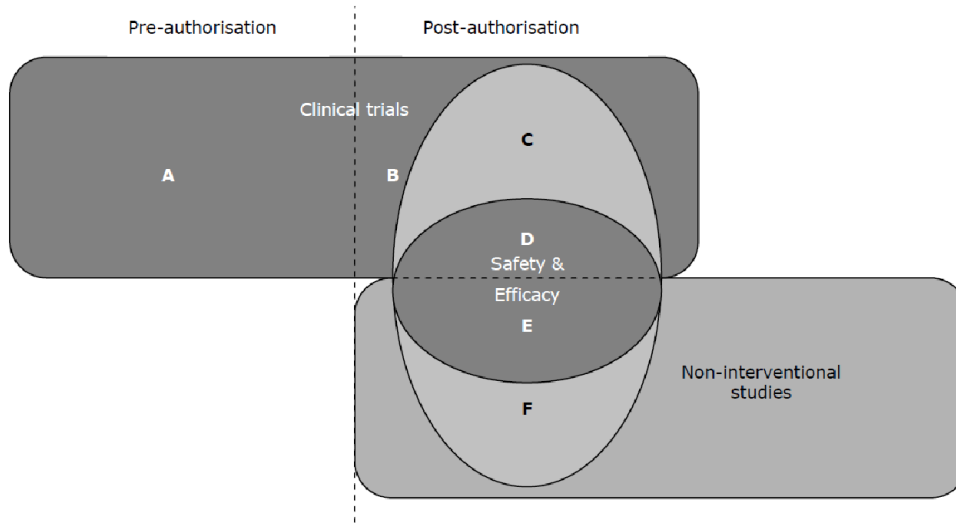 Pre-authorisation
Post-authorisation
Clinical trials
C
A
B
D
Safety &
Efficacy
E
Non-interventional
studies
F